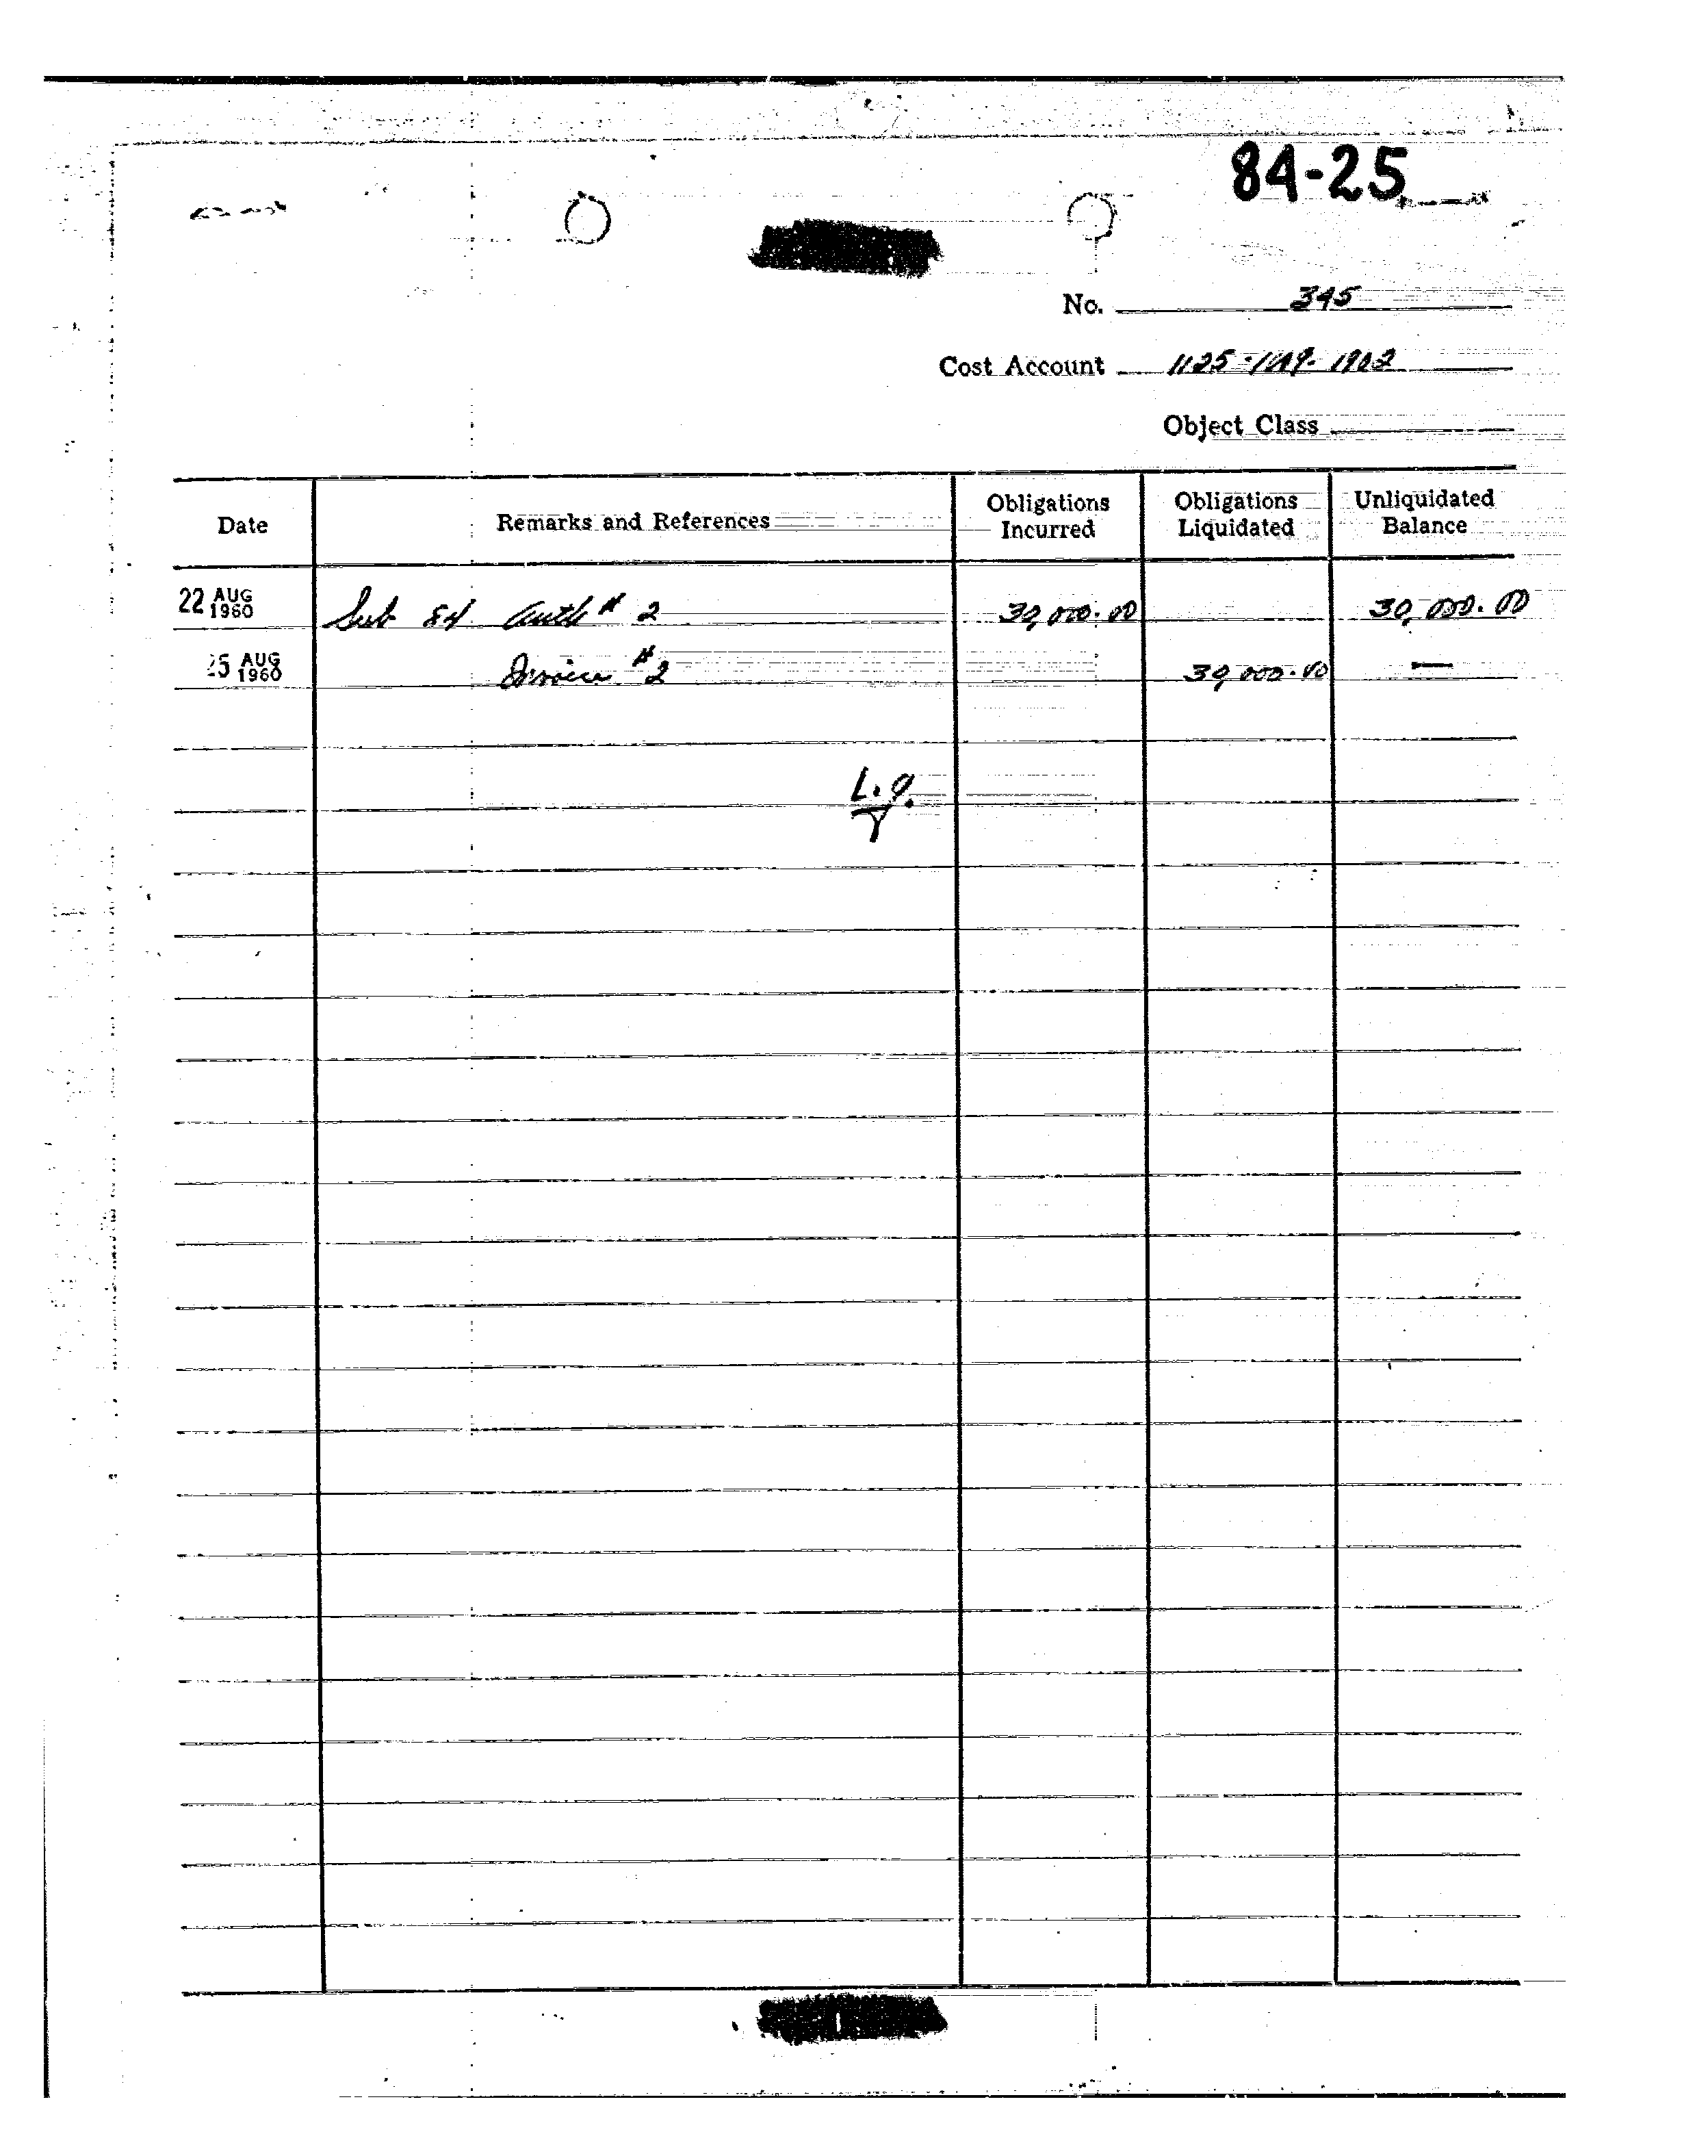 84-25
No. 345
Cost Account 1125-1009-1902
Object Class
Date Remarks and References Obligations Incurred Obligations Liquidated Unliquidated Balance
22 AUG 1960 Sub 84 Auth # 2 30,000.00 30,000.00
25 AUG 1960 Invoice #2 30,000.00 —